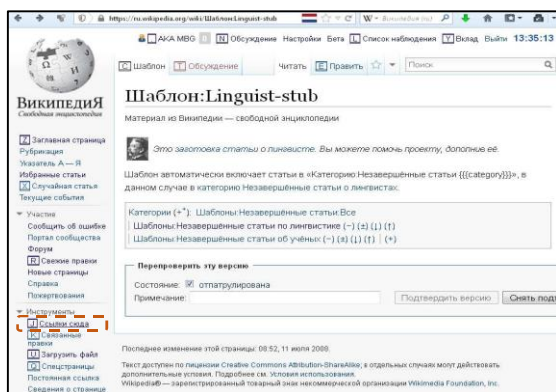 https://ru.wikipedia.org/wiki/Шаблон:Linguist-stub
W - Википедия (ru)
AKA MBG 0 N Обсуждение Настройки Бета L Список наблюдения Y Вклад Выйти 13:35:13
C Шаблон T Обсуждение Читать E Править Поиск
ВИКИПЕДИЯ
Свободная энциклопедия
Шаблон:Linguist-stub
Материал из Википедии — свободной энциклопедии
Z Заглавная страница
Рубрикация
Указатель А — Я
Избранные статьи
X Случайная статья
Текущие события
Это заготовка статьи о лингвисте. Вы можете помочь проекту, дополнив её.
Шаблон автоматически включает статьи в «Категорию:Незавершённые статьи {{{category}}}», в
данном случае в категорию Незавершённые статьи о лингвистах.
Участие
Сообщить об ошибке
Портал сообщества
Форум
R Свежие правки
Новые страницы
Справка
Пожертвования
Категории (+⁺): Шаблоны:Незавершённые статьи:Все
| Шаблоны:Незавершённые статьи по лингвистике (−) (±) (↓) (↑)
| Шаблоны:Незавершённые статьи об учёных (−) (±) (↓) (↑) | (+)
Перепроверить эту версию
Состояние: отпатрулирована
Примечание: Подтвердить версию Снять под
Инструменты
J Ссылки сюда
K Связанные
правки
U Загрузить файл
Q Спецстраницы
Постоянная ссылка
Сведения о странице
Последнее изменение этой страницы: 08:52, 11 июля 2008.
Текст доступен по лицензии Creative Commons Attribution-ShareAlike; в отдельных случаях могут действовать
дополнительные условия. Подробнее см. Условия использования.
Wikipedia® — зарегистрированный товарный знак некоммерческой организации Wikimedia Foundation, Inc.